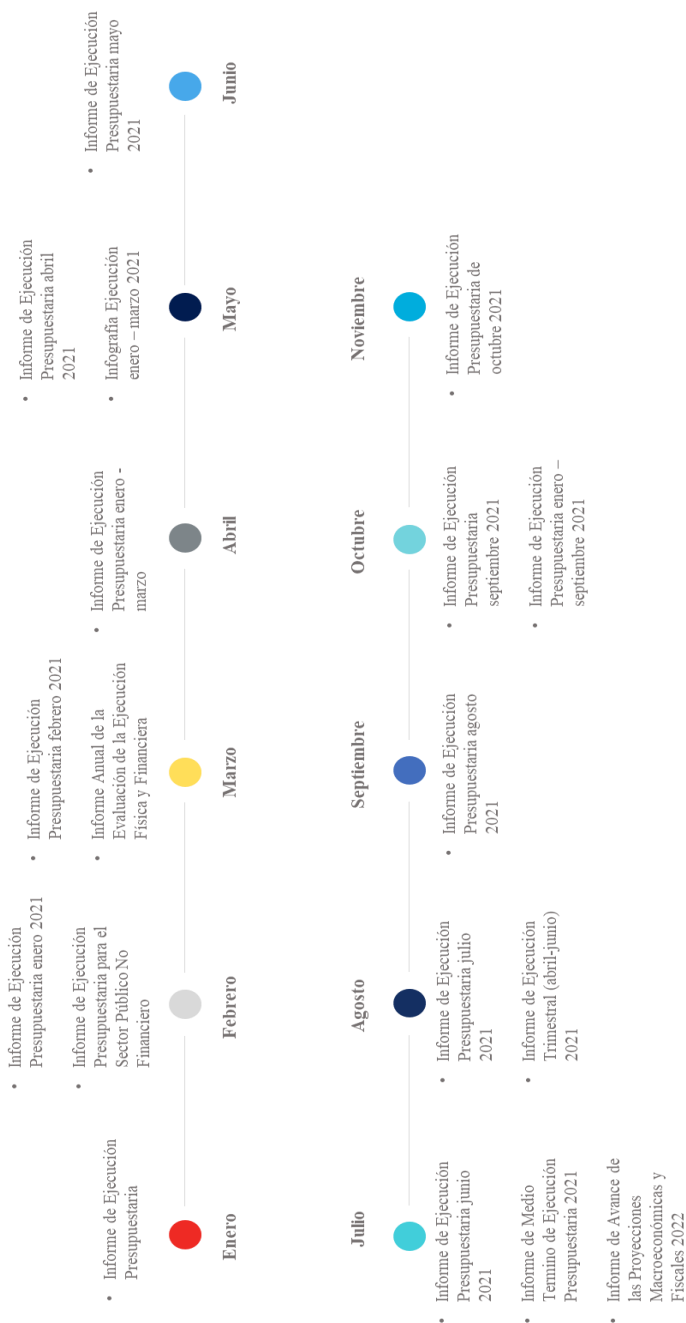 • Informe de Ejecución
Presupuestaria
Enero
• Informe de Ejecución
Presupuestaria enero 2021
• Informe de Ejecución
Presupuestaria para el
Sector Público No
Financiero
Febrero
• Informe de Ejecución
Presupuestaria febrero 2021
• Informe Anual de la
Evaluación de la Ejecución
Física y Financiera
Marzo
• Informe de Ejecución
Presupuestaria enero -
marzo
Abril
• Informe de Ejecución
Presupuestaria abril
2021
• Infografía Ejecución
enero – marzo 2021
Mayo
• Informe de Ejecución
Presupuestaria mayo
2021
Junio
Julio
• Informe de Ejecución
Presupuestaria junio
2021
• Informe de Medio
Termino de Ejecución
Presupuestaria 2021
• Informe de Avance de
las Proyecciones
Macroeconómicas y
Fiscales 2022
Agosto
• Informe de Ejecución
Presupuestaria julio
2021
• Informe de Ejecución
Trimestral (abril-junio)
2021
Septiembre
• Informe de Ejecución
Presupuestaria agosto
2021
Octubre
• Informe de Ejecución
Presupuestaria
septiembre 2021
• Informe de Ejecución
Presupuestaria enero –
septiembre 2021
Noviembre
• Informe de Ejecución
Presupuestaria de
octubre 2021